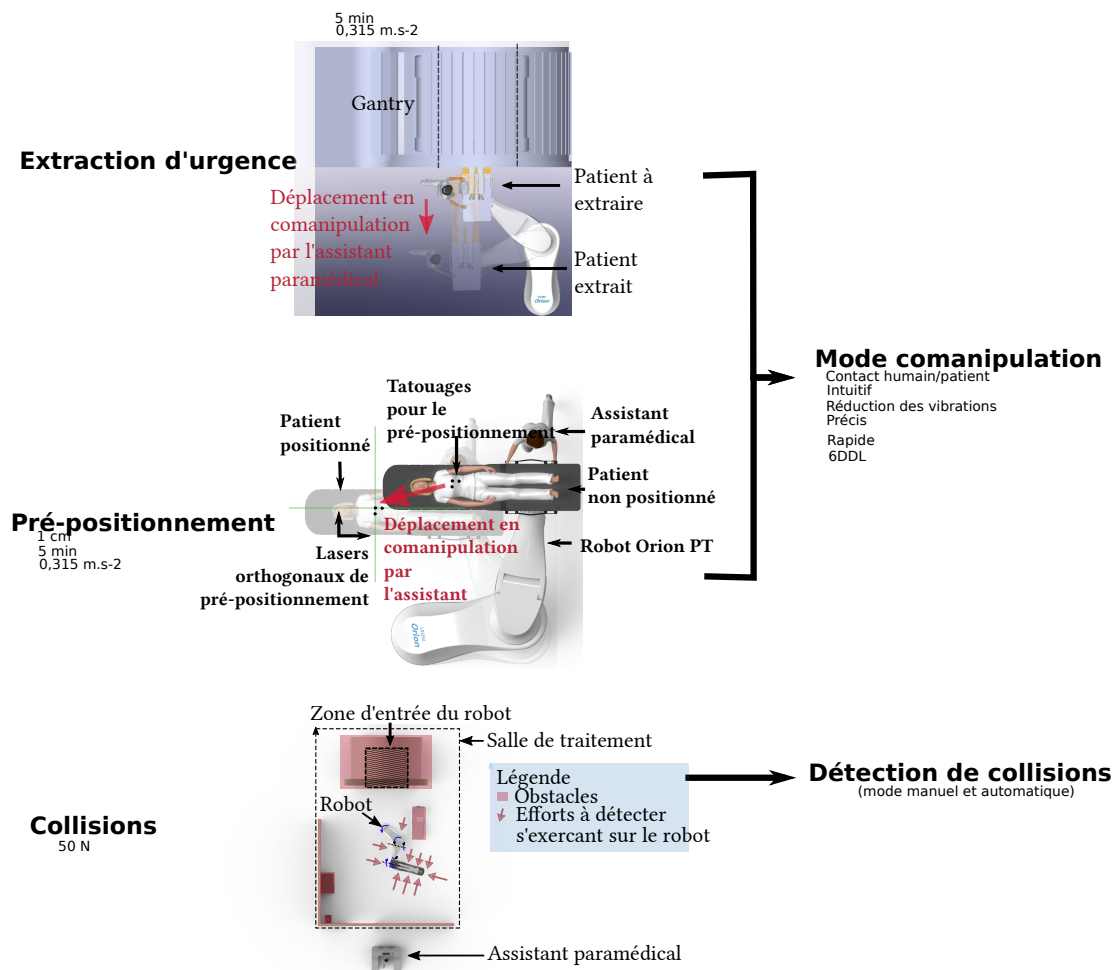 5 min
0,315 m.s-2
Gantry
Extraction d'urgence
Déplacement en
comanipulation
par l'assistant
paramédical
Patient à
extraire
Patient
extrait
Orion
Mode comanipulation
Contact humain/patient
Intuitif
Réduction des vibrations
Précis
Rapide
6DDL
Tatouages
pour le
pré-positionnement
Patient
positionné
Assistant
paramédical
Patient
non positionné
Pré-positionnement
1 cm
5 min
0,315 m.s-2
Déplacement en
comanipulation
par
l'assistant
Lasers
orthogonaux de
pré-positionnement
Robot Orion PT
Orion
Zone d'entrée du robot
Salle de traitement
Légende
Obstacles
Efforts à détecter
s'exercant sur le robot
Robot
Détection de collisions
(mode manuel et automatique)
Collisions
50 N
Assistant paramédical